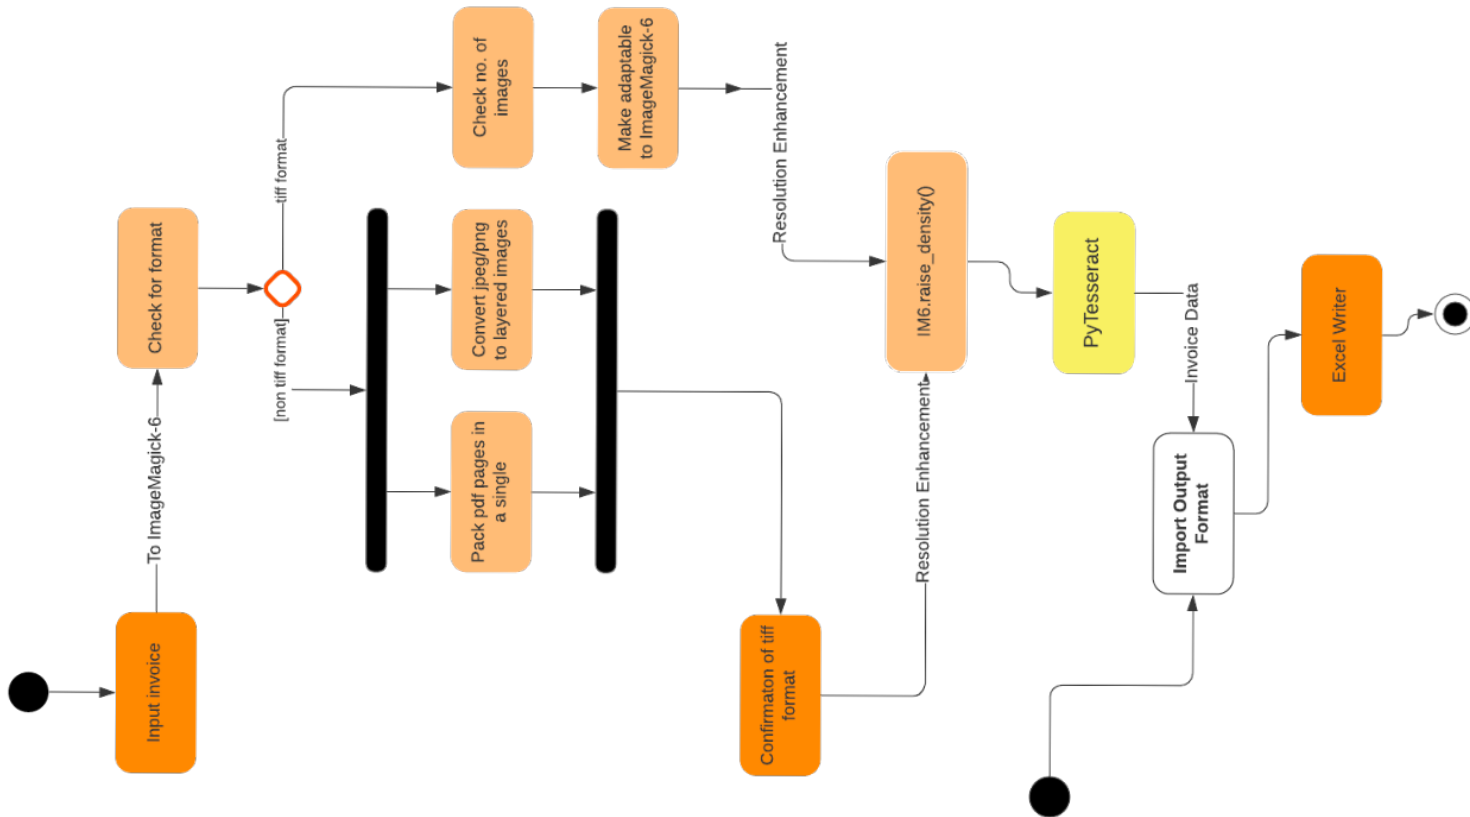 Input invoice
To ImageMagick-6
Check for format
tiff format
[non tiff format]
Check no. of
images
Make adaptable
to ImageMagick-6
Convert jpeg/png
to layered images
Pack pdf pages in
a single
Resolution Enhancement
Confirmaton of tiff
format
Resolution Enhancement
IM6.raise_density()
PyTesseract
Invoice Data
Import Output
Format
Excel Writer